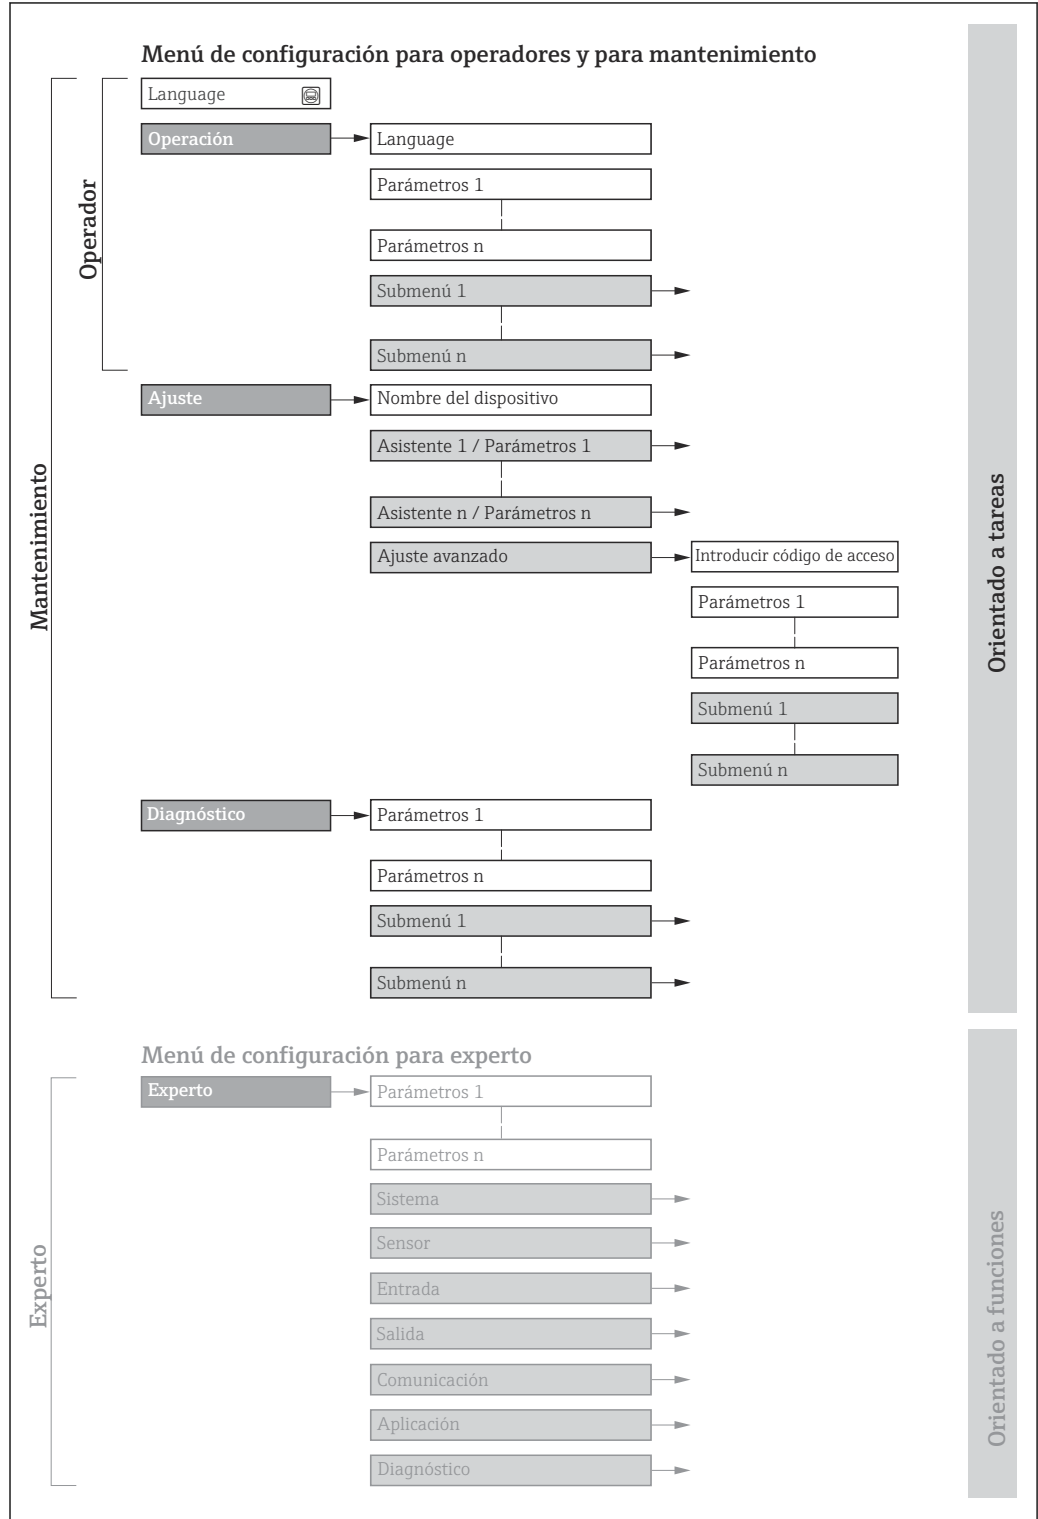 Menú de configuración para operadores y para mantenimiento
Language
Operación
Language
Parámetros 1
Parámetros n
Submenú 1
Submenú n
Operador
Ajuste
Nombre del dispositivo
Asistente 1 / Parámetros 1
Asistente n / Parámetros n
Ajuste avanzado
Introducir código de acceso
Parámetros 1
Parámetros n
Submenú 1
Submenú n
Mantenimiento
Orientado a tareas
Diagnóstico
Parámetros 1
Parámetros n
Submenú 1
Submenú n
Menú de configuración para experto
Experto
Parámetros 1
Parámetros n
Sistema
Sensor
Entrada
Salida
Comunicación
Aplicación
Diagnóstico
Experto
Orientado a funciones